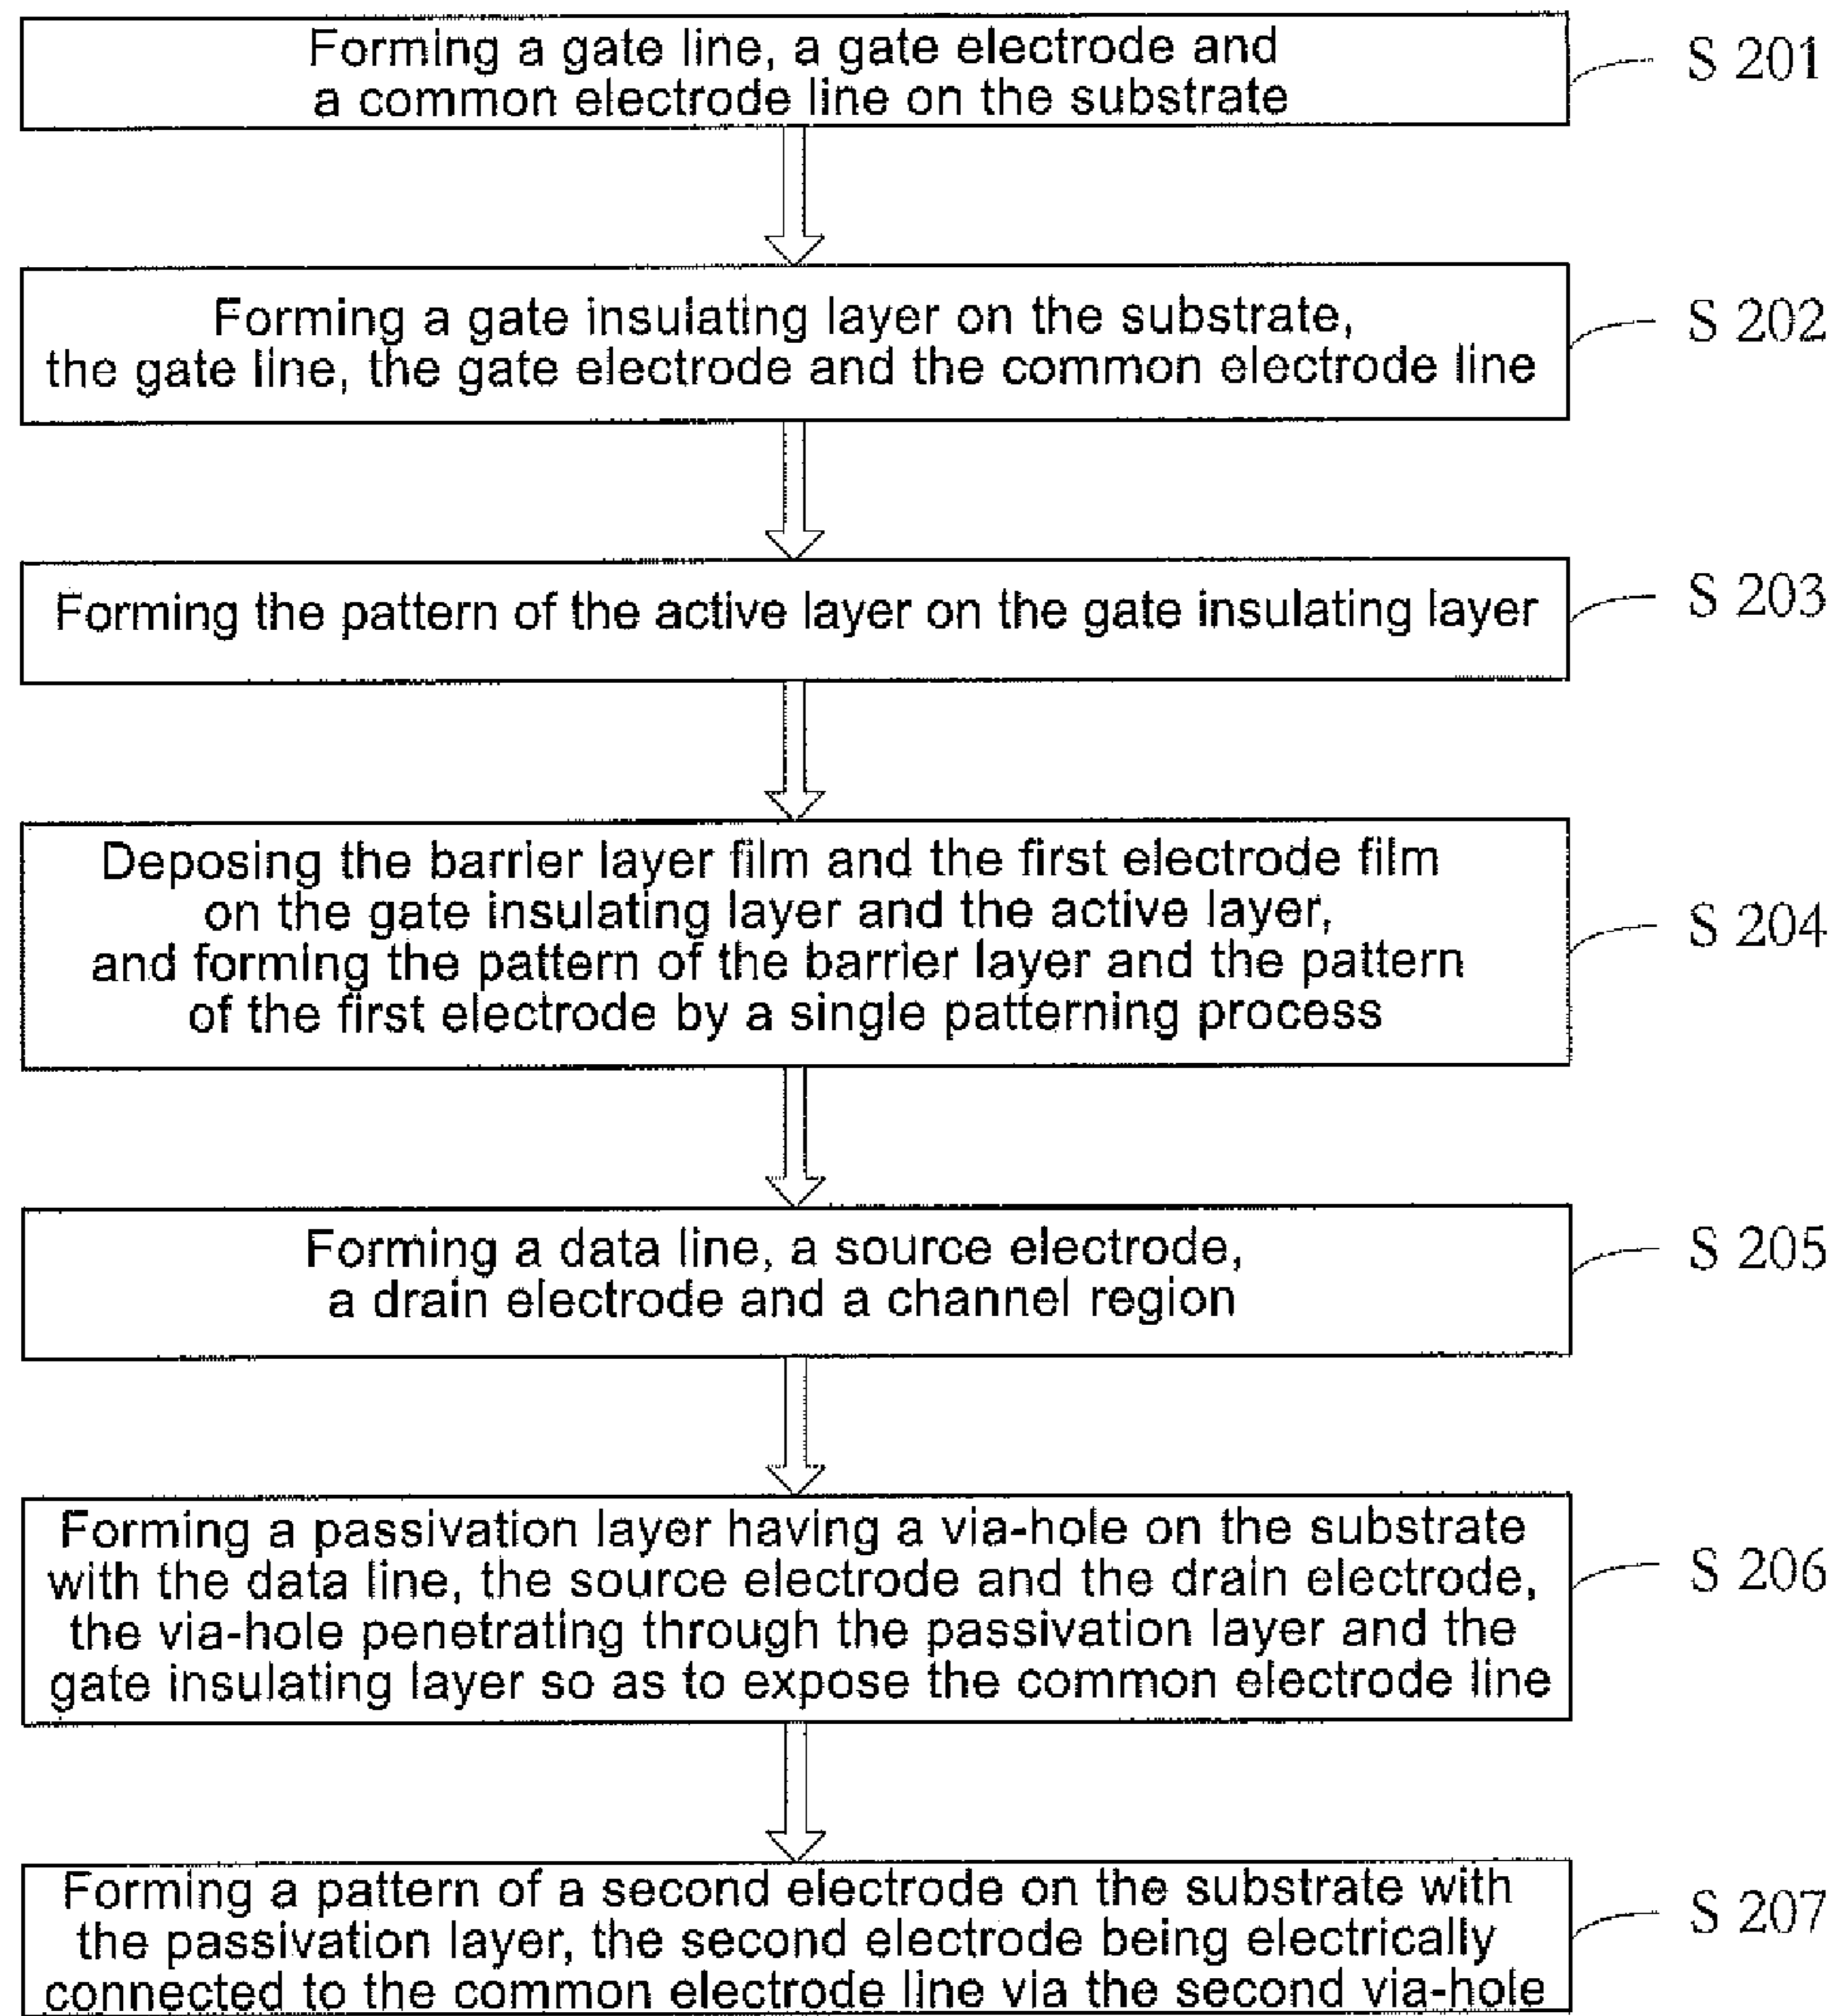 Forming a gate line, a gate electrode and
a common electrode line on the substrate
S 201
Forming a gate insulating layer on the substrate,
the gate line, the gate electrode and the common electrode line
S 202
Forming the pattern of the active layer on the gate insulating layer
S 203
Deposing the barrier layer film and the first electrode film
on the gate insulating layer and the active layer,
and forming the pattern of the barrier layer and the pattern
of the first electrode by a single patterning process
S 204
Forming a data line, a source electrode,
a drain electrode and a channel region
S 205
Forming a passivation layer having a via-hole on the substrate
with the data line, the source electrode and the drain electrode,
the via-hole penetrating through the passivation layer and the
gate insulating layer so as to expose the common electrode line
S 206
Forming a pattern of a second electrode on the substrate with
the passivation layer, the second electrode being electrically
connected to the common electrode line via the second via-hole
S 207